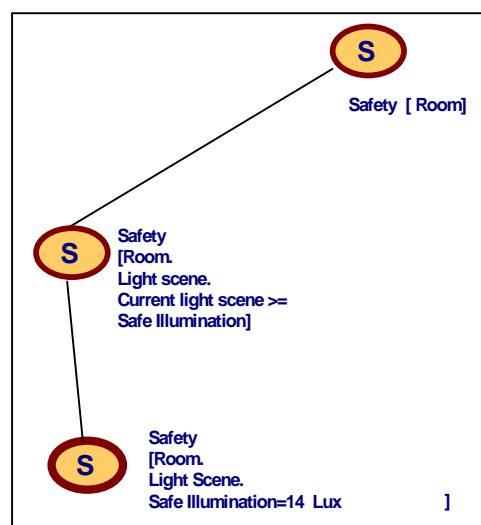 S
Safety [ Room]
S
Safety
[Room.
Light scene.
Current light scene >=
Safe Illumination]
S
Safety
[Room.
Light Scene.
Safe Illumination=14 Lux ]